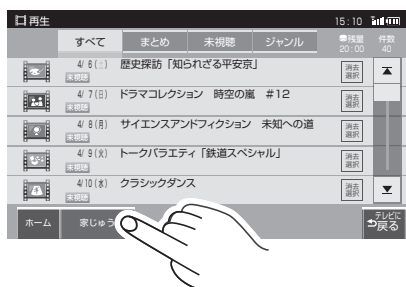 再生 15:10
すべて まとめ 未視聴 ジャンル 残量 20:00 件数 40
4/ 6(土) 歴史探訪「知られざる平安京」 消去選択
未視聴
4/ 7(日) ドラマコレクション 時空の嵐 #12 消去選択
4/ 8(月) サイエンスアンドフィクション 未知への道 消去選択
未視聴
4/ 9(火) トークバラエティ「鉄道スペシャル」 消去選択
未視聴
4/10(水) クラシックダンス 消去選択
未視聴
ホーム 家じゅう テレビに戻る